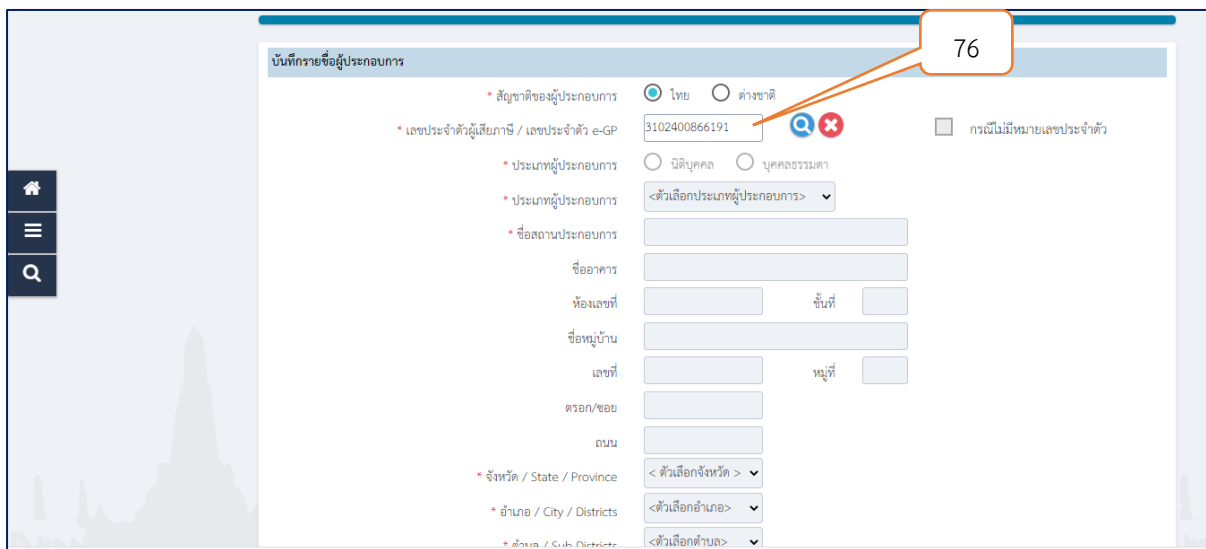 76
บันทึกรายชื่อผู้ประกอบการ
* สัญชาติของผู้ประกอบการ ไทย ต่างชาติ
* เลขประจำตัวผู้เสียภาษี / เลขประจำตัว e-GP 3102400866191 กรณีไม่มีหมายเลขประจำตัว
* ประเภทผู้ประกอบการ นิติบุคคล บุคคลธรรมดา
* ประเภทผู้ประกอบการ <ตัวเลือกประเภทผู้ประกอบการ>
* ชื่อสถานประกอบการ
ชื่ออาคาร
ห้องเลขที่ ชั้นที่
ชื่อหมู่บ้าน
เลขที่ หมู่ที่
ตรอก/ซอย
ถนน
* จังหวัด / State / Province < ตัวเลือกจังหวัด >
* อำเภอ / City / Districts <ตัวเลือกอำเภอ>
* ตำบล / Sub Districts <ตัวเลือกตำบล>